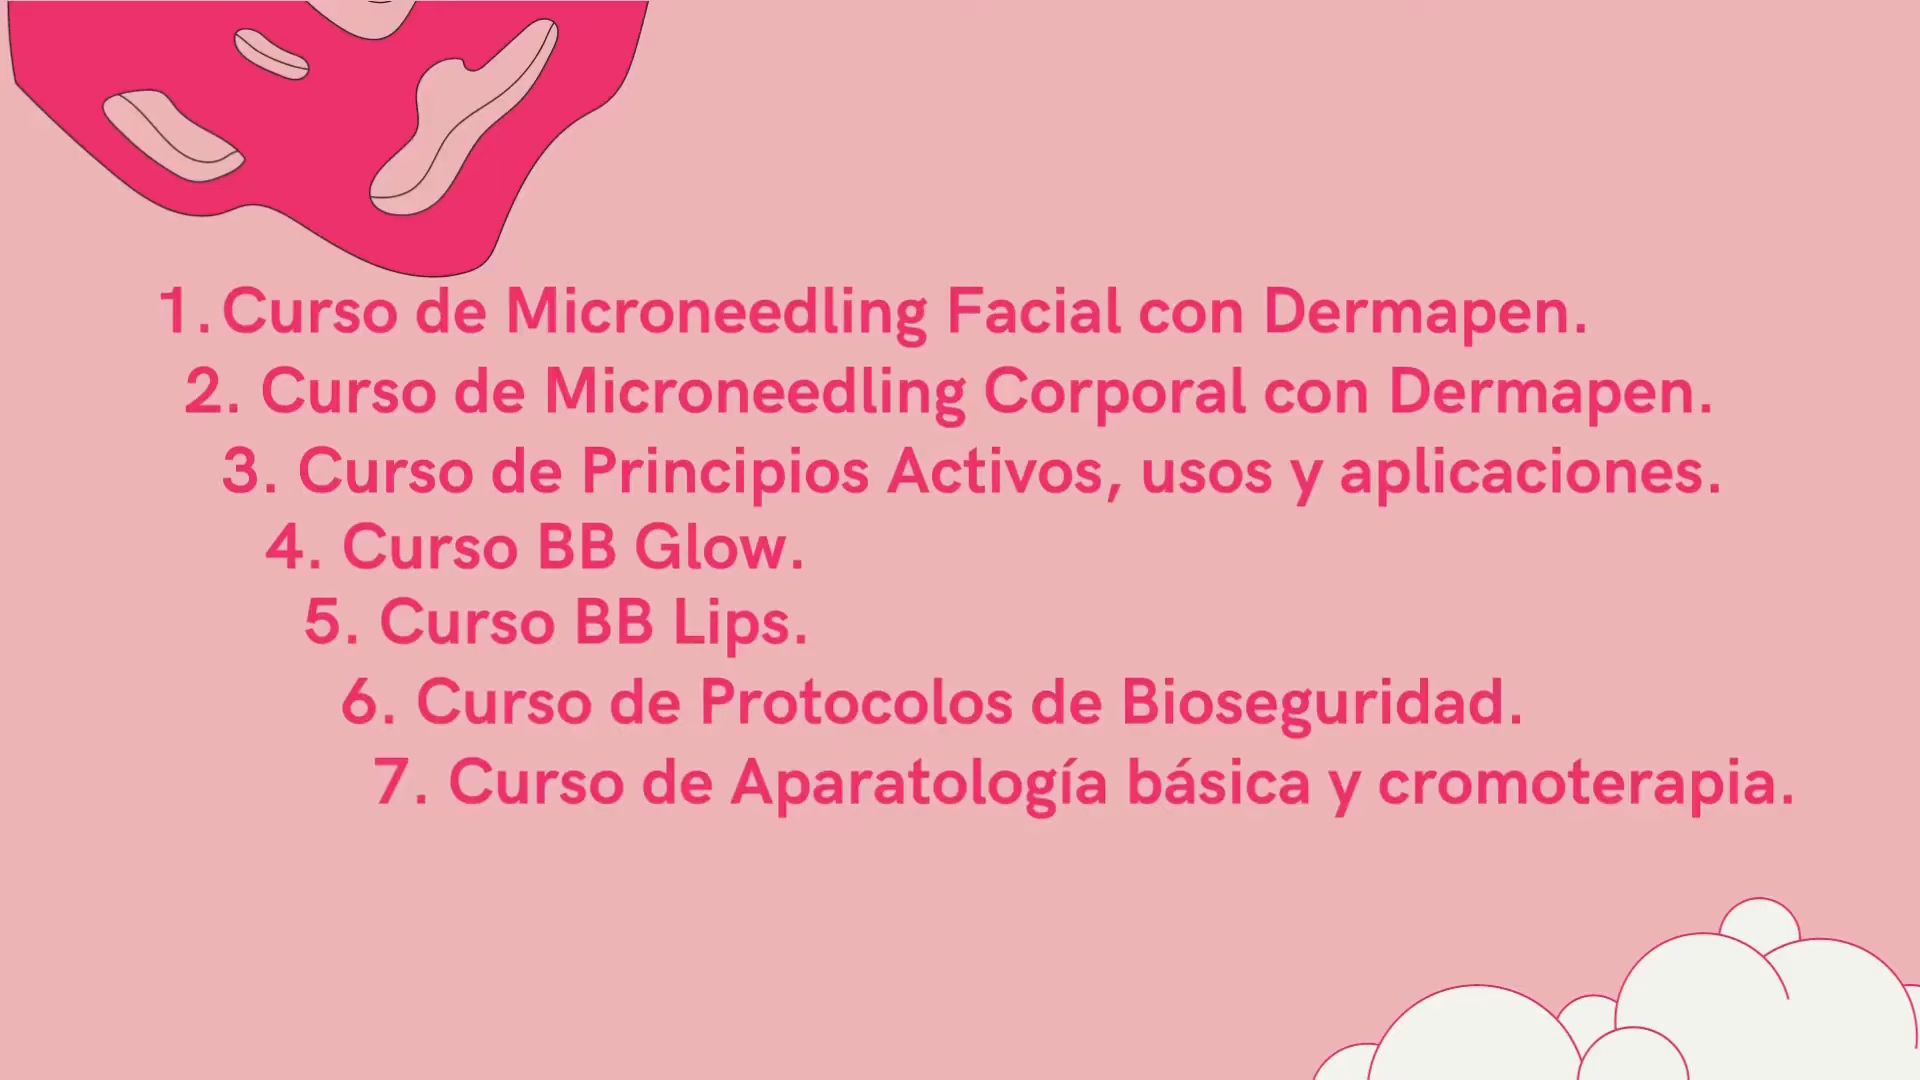 1. Curso de Microneedling Facial con Dermapen.
2. Curso de Microneedling Corporal con Dermapen.
3. Curso de Principios Activos, usos y aplicaciones.
4. Curso BB Glow.
5. Curso BB Lips.
6. Curso de Protocolos de Bioseguridad.
7. Curso de Aparatología básica y cromoterapia.